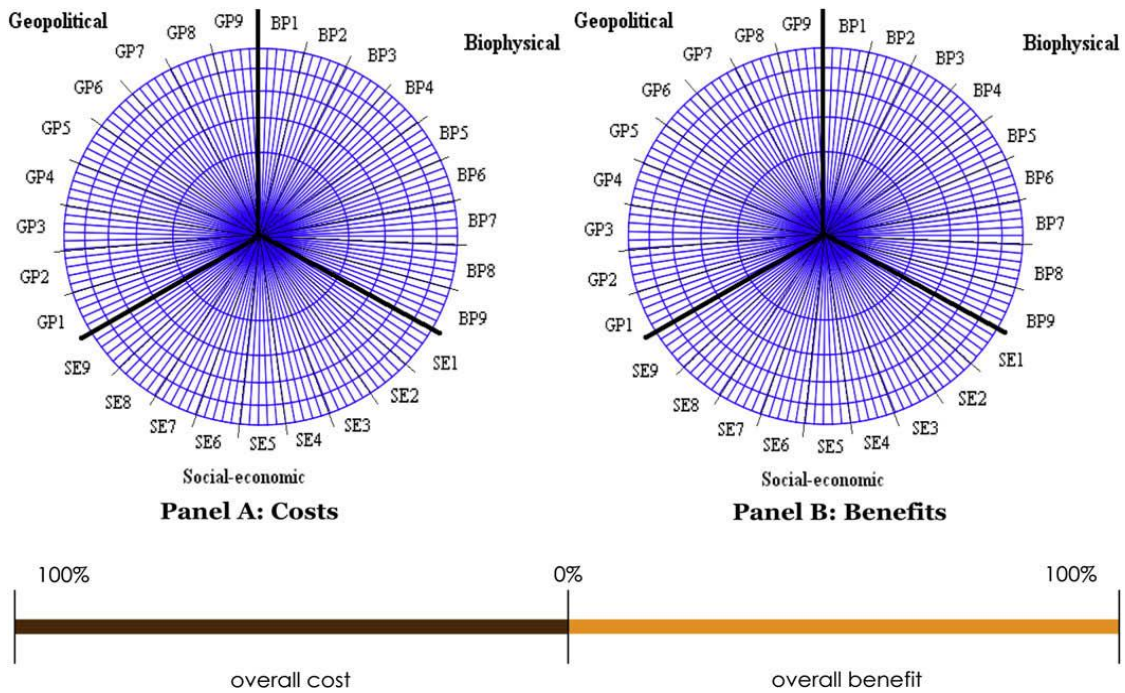 Geopolitical
Biophysical
GP9
BP1
GP8
BP2
GP7
BP3
GP6
BP4
GP5
BP5
GP4
BP6
GP3
BP7
GP2
BP8
GP1
BP9
SE9
SE1
SE8
SE2
SE7
SE3
SE6
SE5
SE4
Social-economic
Panel A: Costs
Geopolitical
Biophysical
GP9
BP1
GP8
BP2
GP7
BP3
GP6
BP4
GP5
BP5
GP4
BP6
GP3
BP7
GP2
BP8
GP1
BP9
SE9
SE1
SE8
SE2
SE7
SE3
SE6
SE5
SE4
Social-economic
Panel B: Benefits
100% 0% 100%
overall cost overall benefit